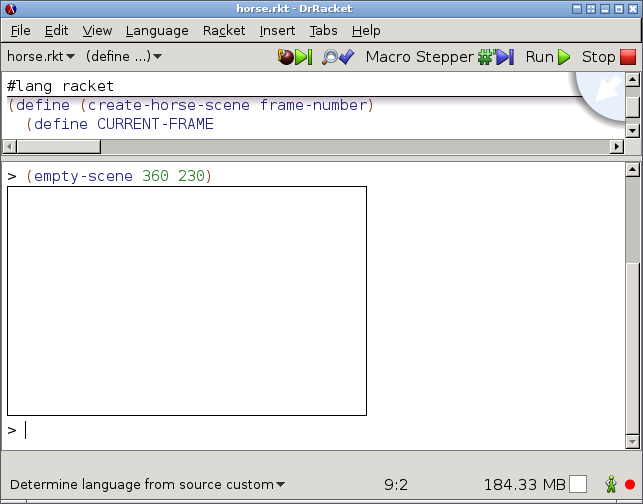 horse.rkt - DrRacket
File Edit View Language Racket Insert Tabs Help
horse.rkt (define ...) Macro Stepper Run Stop
#lang racket
(define (create-horse-scene frame-number)
(define CURRENT-FRAME
> (empty-scene 360 230)
>
Determine language from source custom 9:2 184.33 MB